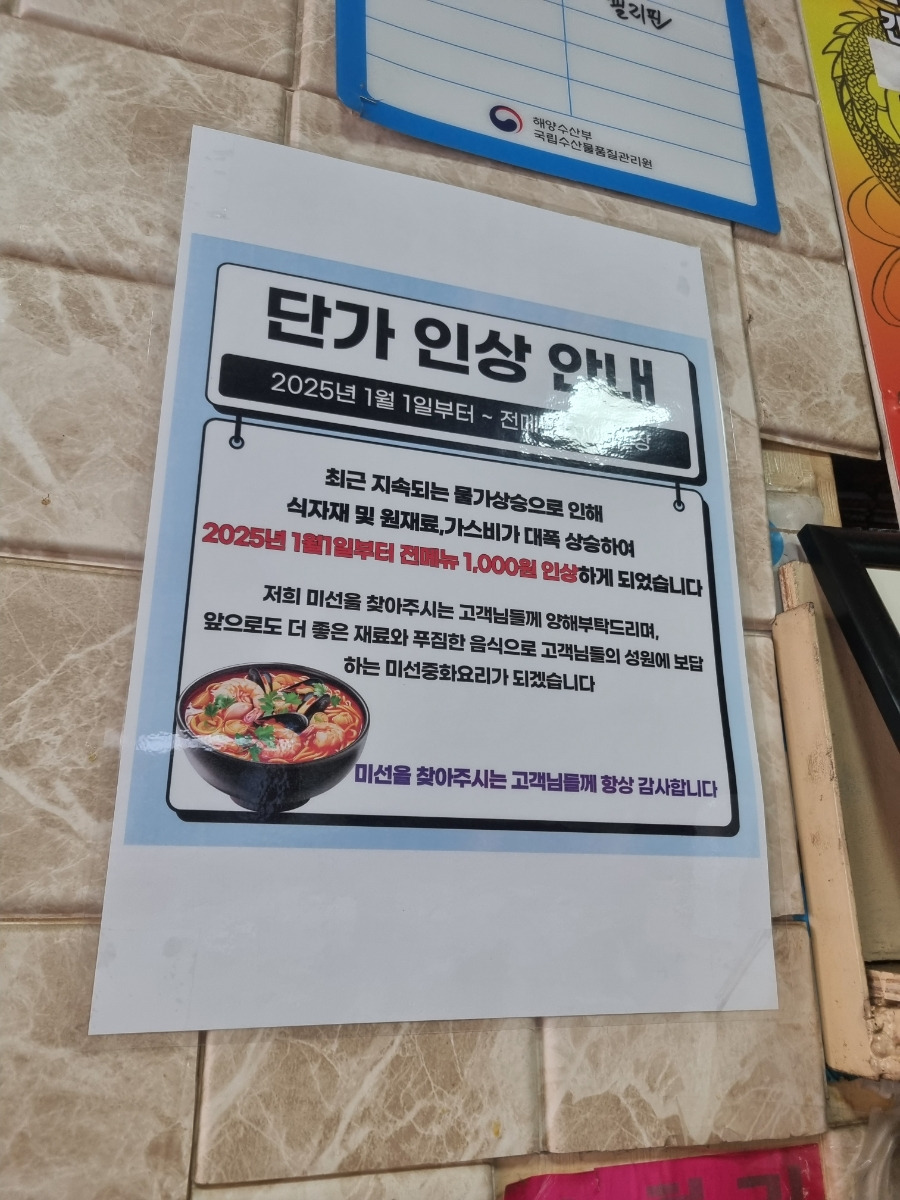 필리핀
해양수산부
국립수산물품질관리원
단가 인상 안내
2025년 1월 1일부터 ~
최근 지속되는 물가상승으로 인해
식자재 및 원재료,가스비가 대폭 상승하여
2025년 1월1일부터 전메뉴 1,000원 인상하게 되었습니다
저희 미선을 찾아주시는 고객님들께 양해부탁드리며,
앞으로도 더 좋은 재료와 푸짐한 음식으로 고객님들의 성원에 보답
하는 미선중화요리가 되겠습니다
미선을 찾아주시는 고객님들께 항상 감사합니다